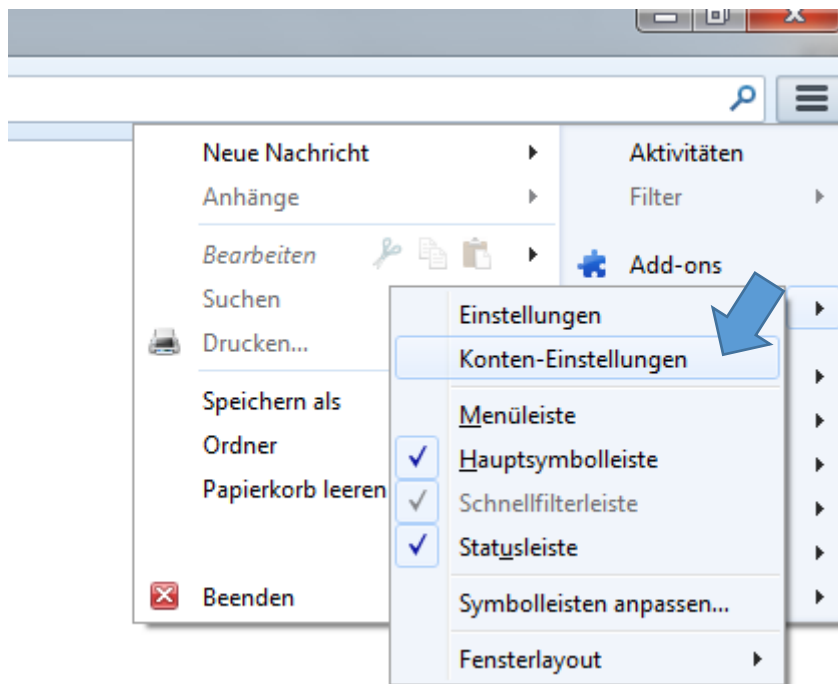 Neue Nachricht
Anhänge
Bearbeiten
Suchen
Drucken...
Speichern als
Ordner
Papierkorb leeren
Beenden
Aktivitäten
Filter
Add-ons
Einstellungen
Konten-Einstellungen
Menüleiste
Hauptsymbolleiste
Schnellfilterleiste
Statusleiste
Symbolleisten anpassen...
Fensterlayout